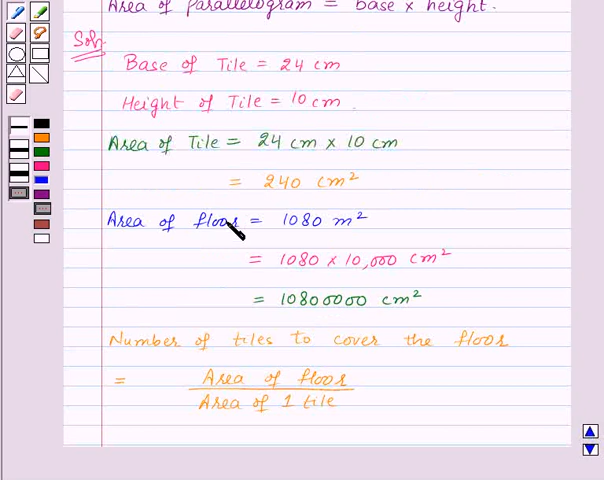 Area of parallelogram = base × height.
Soln.
Base of Tile = 24 cm
Height of Tile = 10 cm.
Area of Tile = 24 cm × 10 cm
= 240 cm²
Area of floor = 1080 m²
= 1080 × 10,000 cm²
= 10800000 cm²
Number of tiles to cover the floor
= Area of floor
Area of 1 tile